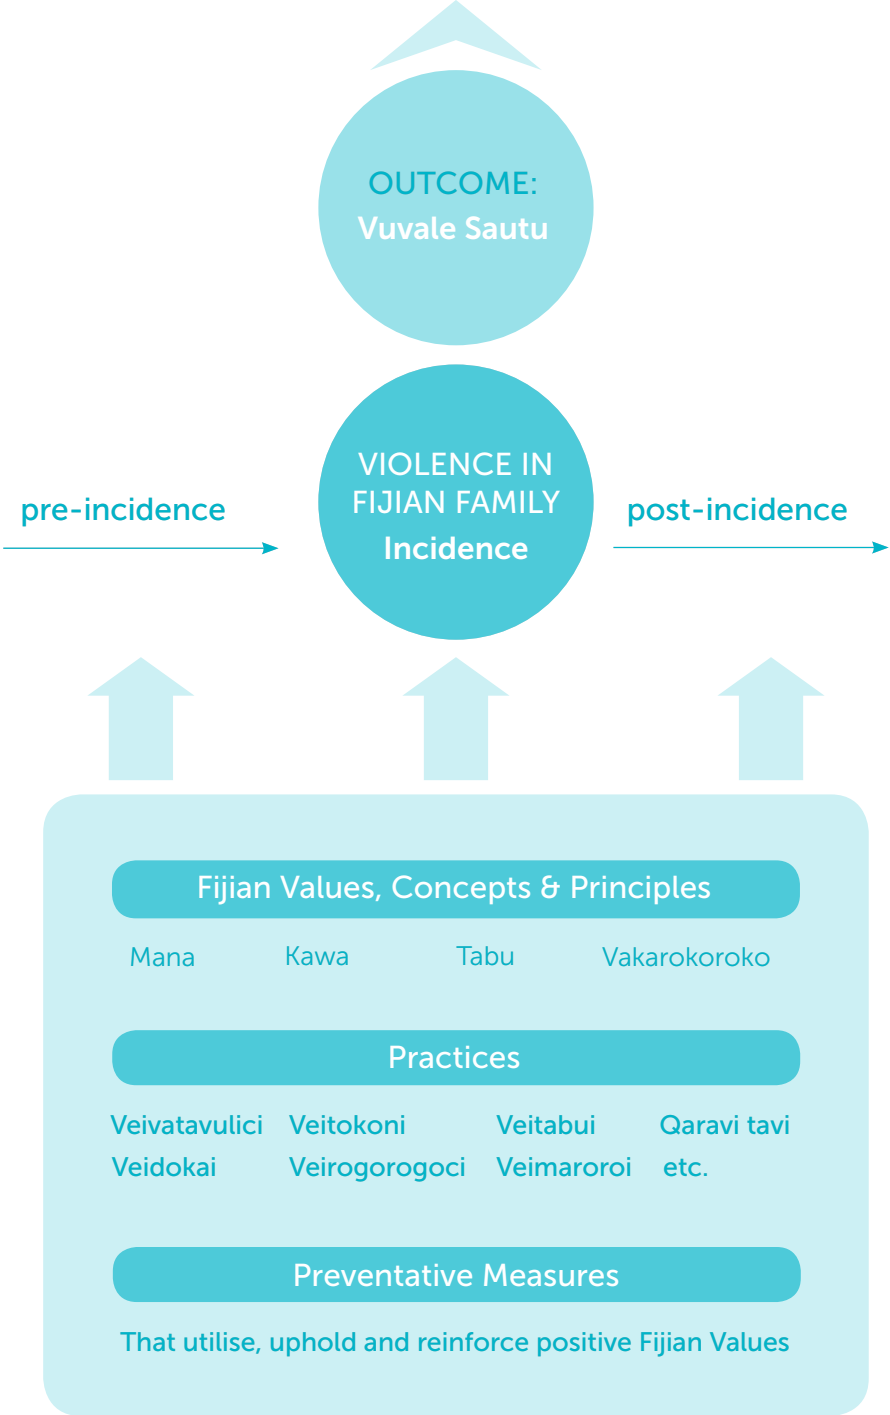 OUTCOME:
Vuvale Sautu
VIOLENCE IN
FIJIAN FAMILY
Incidence
pre-incidence
post-incidence
Fijian Values, Concepts & Principles
Mana Kawa Tabu Vakarokoroko
Practices
Veivatavulici Veitokoni Veitabui Qaravi tavi
Veidokai Veirogorogoci Veimaroroi etc.
Preventative Measures
That utilise, uphold and reinforce positive Fijian Values